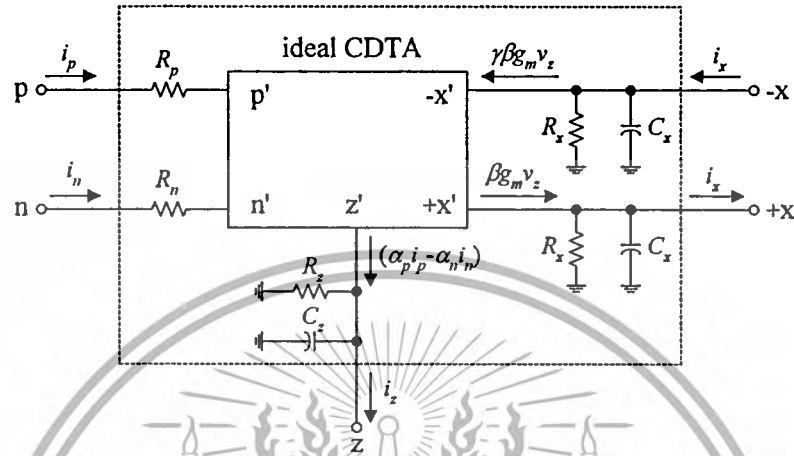 ideal CDTA
i_p
R_p
γβg_m v_z
i_x
p
p'
-x'
-x
R_x
C_x
i_n
R_n
βg_m v_z
i_x
n
n'
z'
+x'
+x
(α_p i_p-α_n i_n)
R_z
R_x
C_x
C_z
i_z
z